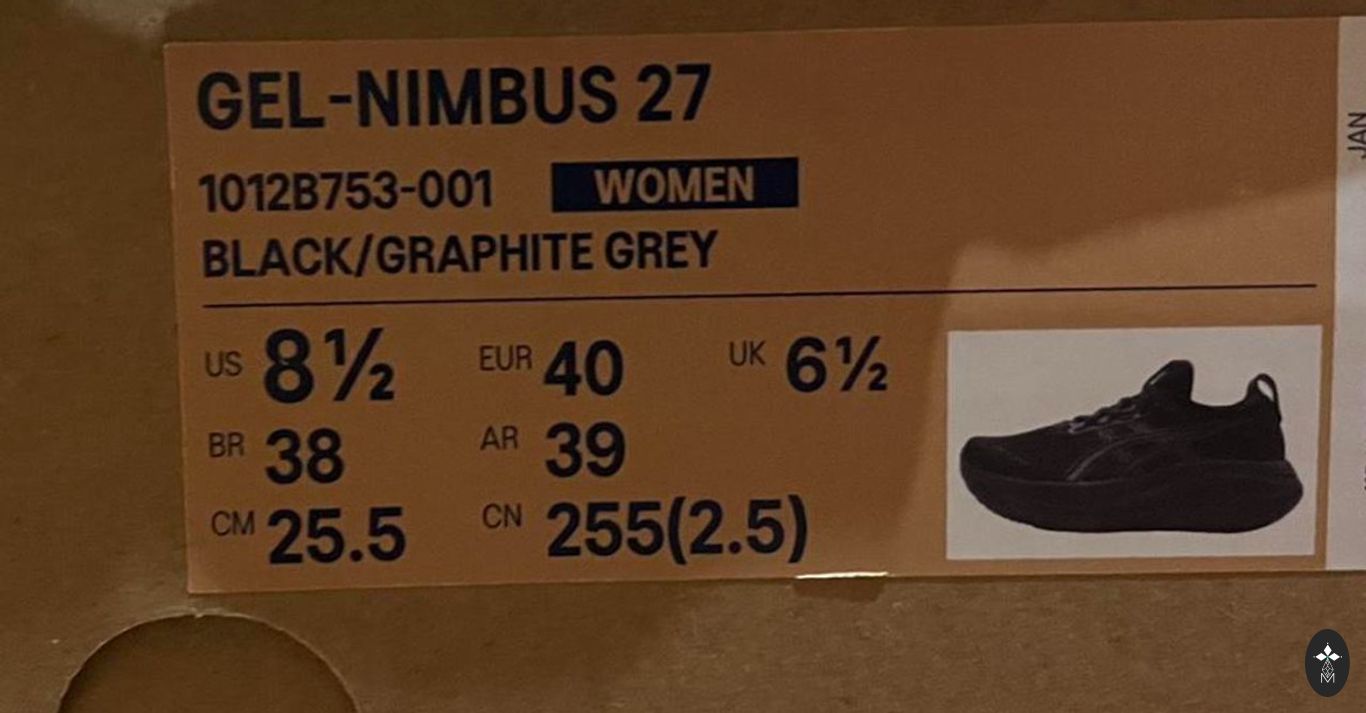 GEL-NIMBUS 27
1012B753-001 WOMEN
BLACK/GRAPHITE GREY
US 8½ EUR 40 UK 6½
BR 38 AR 39
CM 25.5 CN 255(2.5)
JAN
M